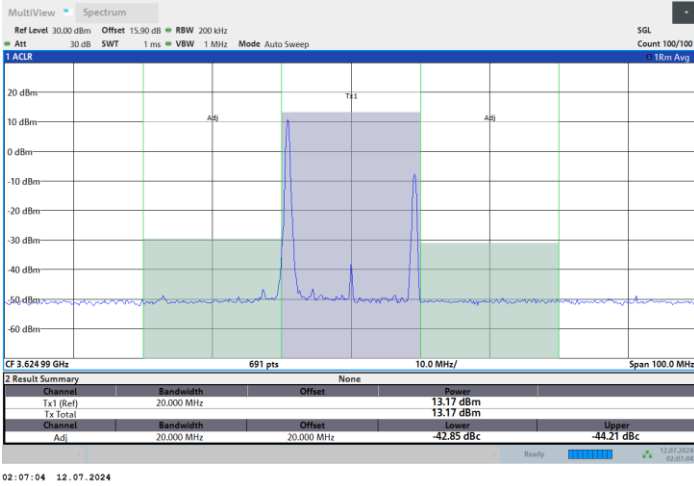 MultiView Spectrum
Ref Level 30.00 dBm Offset 15.90 dB RBW 200 kHz SGL
Att 30 dB SWT 1 ms VBW 1 MHz Mode Auto Sweep Count 100/100
1 ACLR 1Rm Avg
20 dBm
Tx1
10 dBm
Adj Adj
0 dBm
-10 dBm
-20 dBm
-30 dBm
-40 dBm
-50 dBm
-60 dBm
CF 3.624 99 GHz 691 pts 10.0 MHz/ Span 100.0 MHz
2 Result Summary None
Channel Bandwidth Offset Power
Tx1 (Ref) 20.000 MHz 13.17 dBm
Tx Total 13.17 dBm
Channel Bandwidth Offset Lower Upper
Adj 20.000 MHz 20.000 MHz -42.85 dBc -44.21 dBc
Ready 12.07.2024
02:07:04
02:07:04 12.07.2024